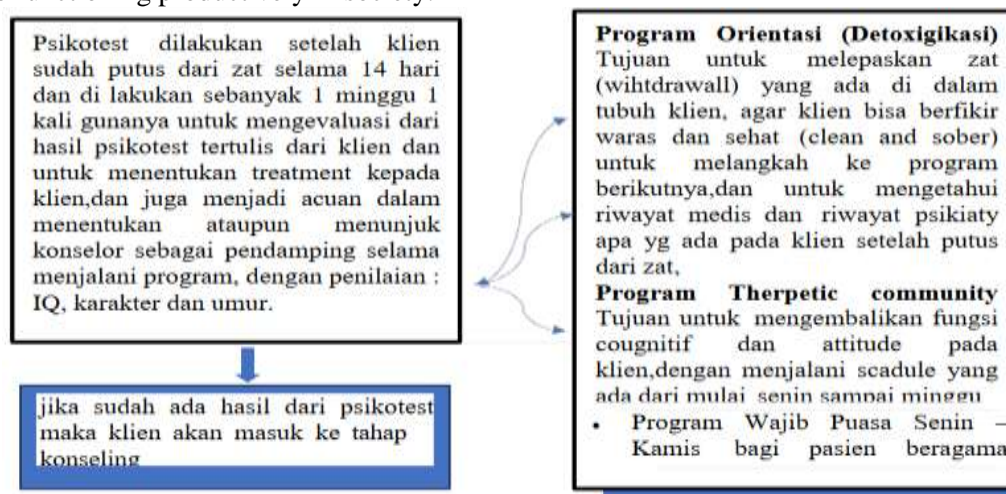 Psikotest dilakukan setelah klien
sudah putus dari zat selama 14 hari
dan di lakukan sebanyak 1 minggu 1
kali gunanya untuk mengevaluasi dari
hasil psikotest tertulis dari klien dan
untuk menentukan treatment kepada
klien,dan juga menjadi acuan dalam
menentukan ataupun menunjuk
konselor sebagai pendamping selama
menjalani program, dengan penilaian :
IQ, karakter dan umur.
jika sudah ada hasil dari psikotest
maka klien akan masuk ke tahap
konseling
Program Orientasi (Detoxigikasi)
Tujuan untuk melepaskan zat
(wihtdrawall) yang ada di dalam
tubuh klien, agar klien bisa berfikir
waras dan sehat (clean and sober)
untuk melangkah ke program
berikutnya,dan untuk mengetahui
riwayat medis dan riwayat psikiaty
apa yg ada pada klien setelah putus
dari zat,
Program Therpetic community
Tujuan untuk mengembalikan fungsi
cougnitif dan attitude pada
klien,dengan menjalani scadule yang
ada dari mulai senin sampai minggu
• Program Wajib Puasa Senin –
Kamis bagi pasien beragama